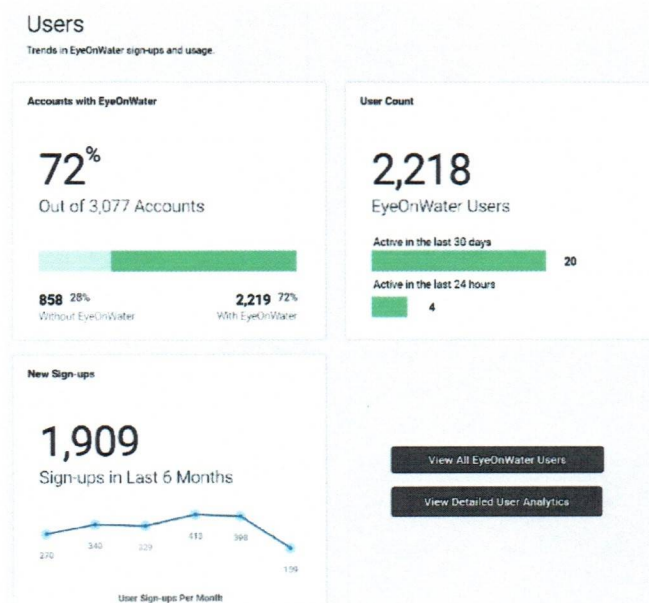 Users
Trends in EyeOnWater sign-ups and usage.
Accounts with EyeOnWater
72%
Out of 3,077 Accounts
858 28%
Without EyeOnWater
2,219 72%
With EyeOnWater
User Count
2,218
EyeOnWater Users
Active in the last 30 days
20
Active in the last 24 hours
4
New Sign-ups
1,909
Sign-ups in Last 6 Months
270
340
329
413
398
159
User Sign-ups Per Month
View All EyeOnWater Users
View Detailed User Analytics